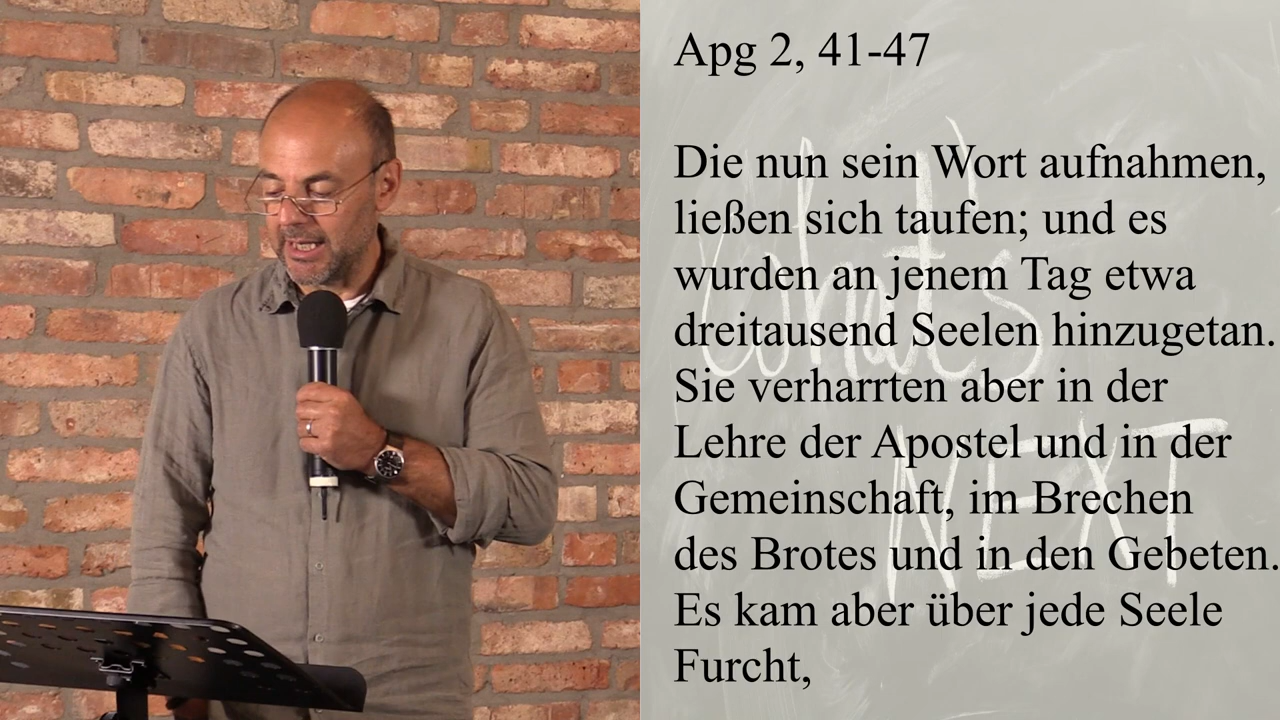 Apg 2, 41-47
Die nun sein Wort aufnahmen,
ließen sich taufen; und es
wurden an jenem Tag etwa
dreitausend Seelen hinzugetan.
Sie verharrten aber in der
Lehre der Apostel und in der
Gemeinschaft, im Brechen
des Brotes und in den Gebeten.
Es kam aber über jede Seele
Furcht,
What's
NEXT